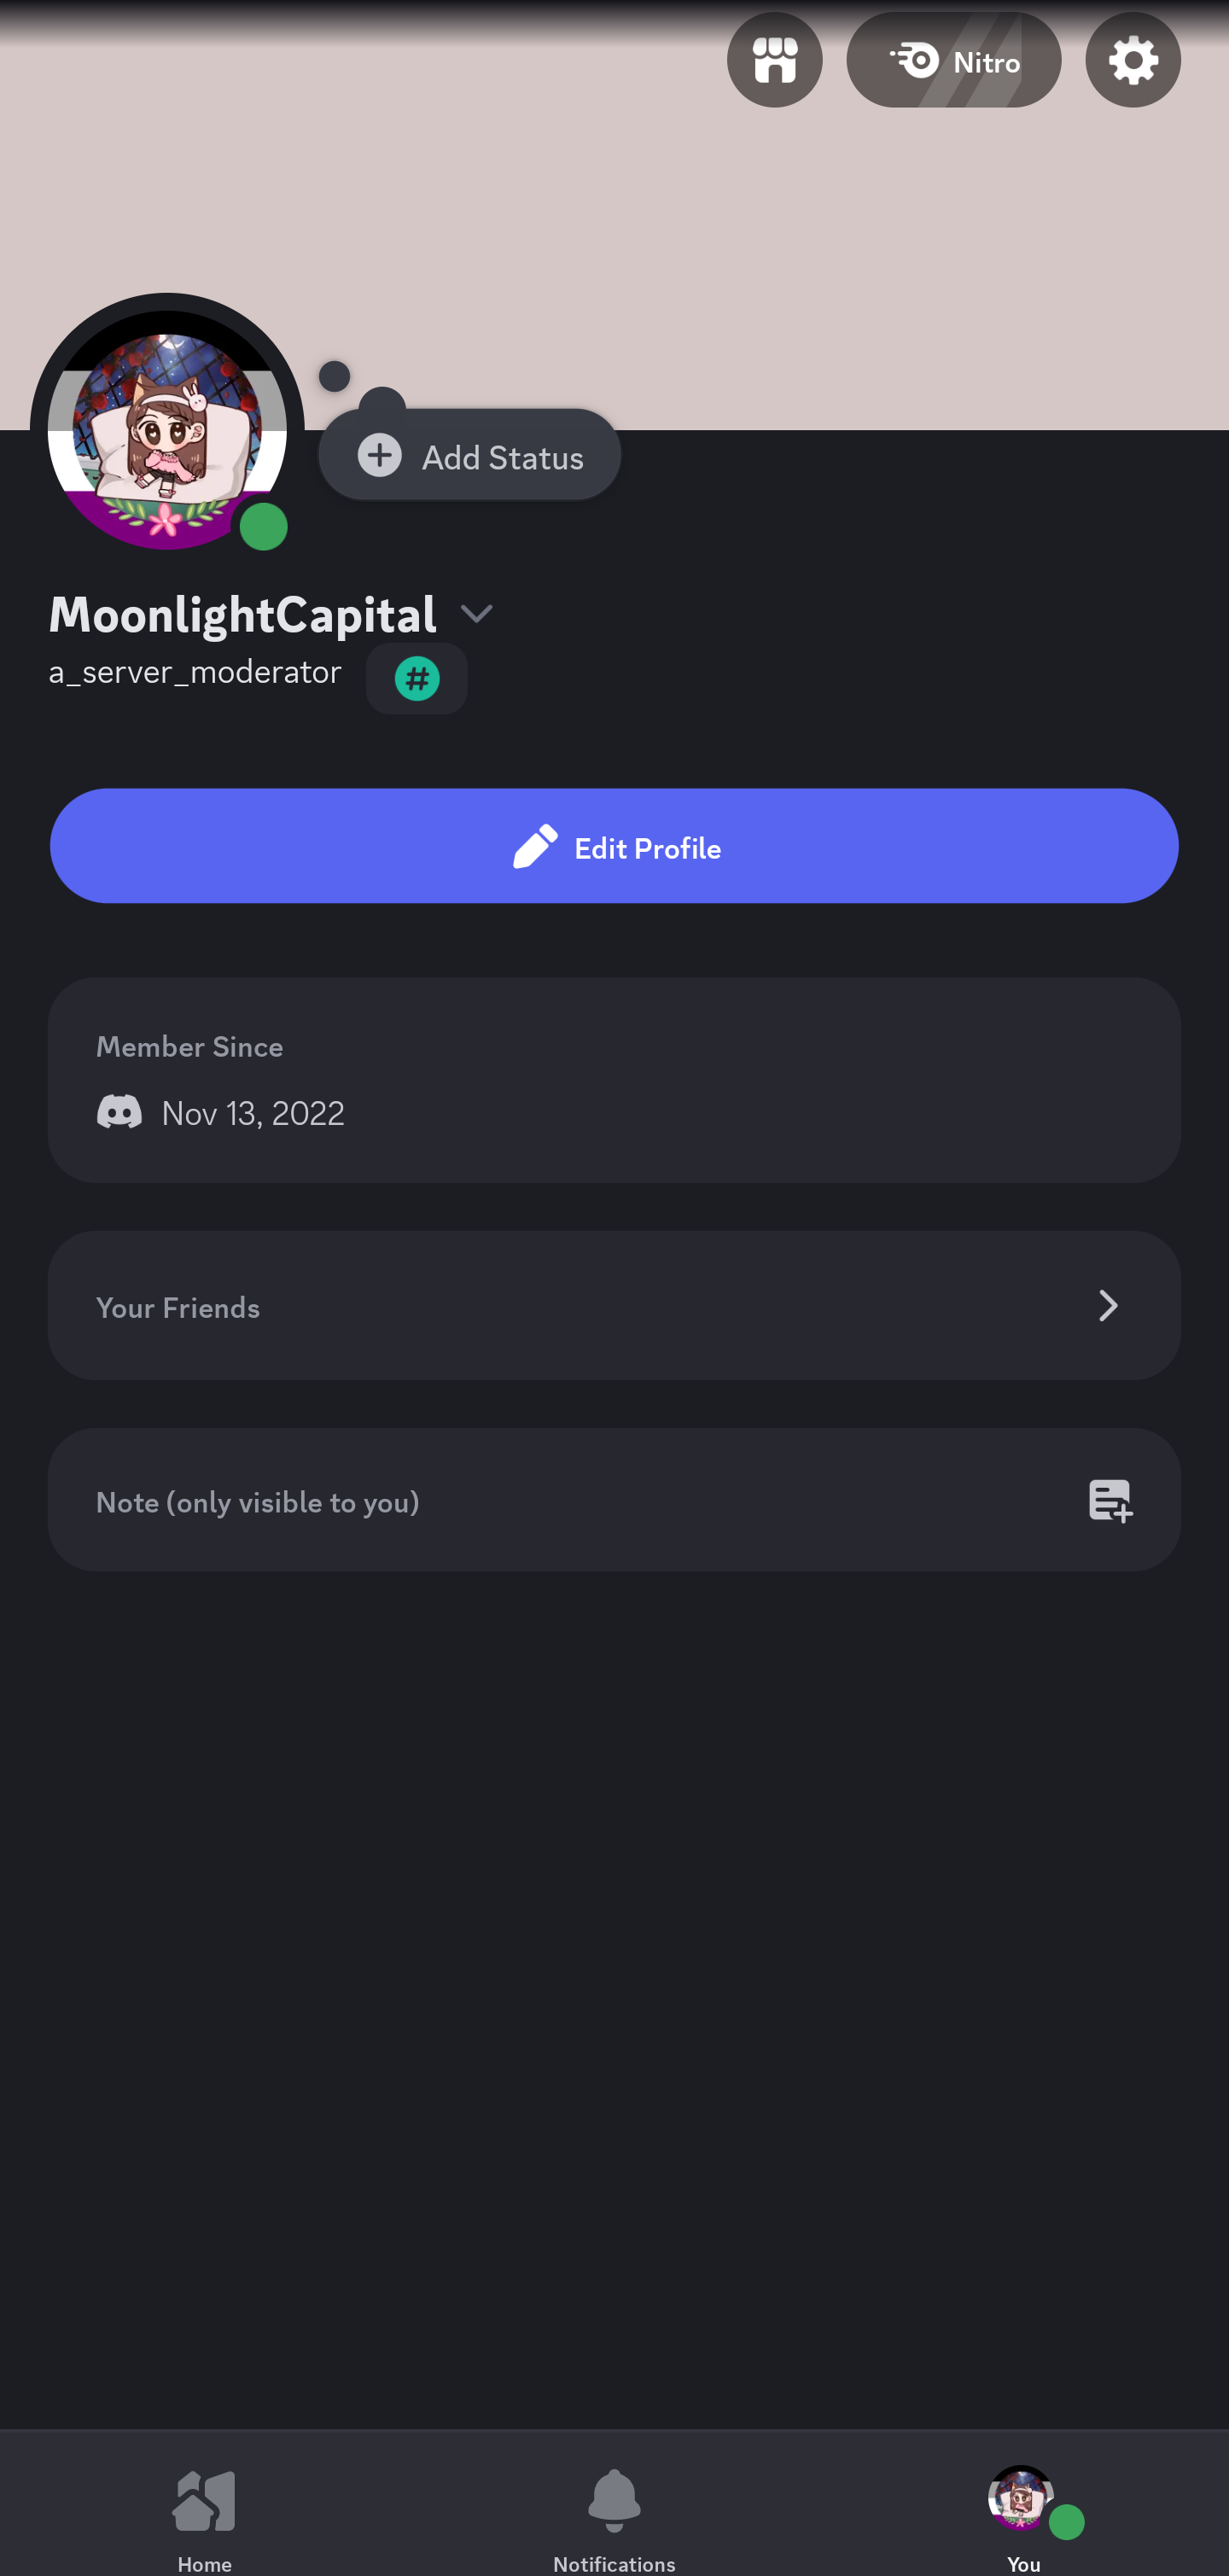 Nitro
Add Status
MoonlightCapital
a_server_moderator
#
Edit Profile
Member Since
Nov 13, 2022
Your Friends
Note (only visible to you)
Home
Notifications
You